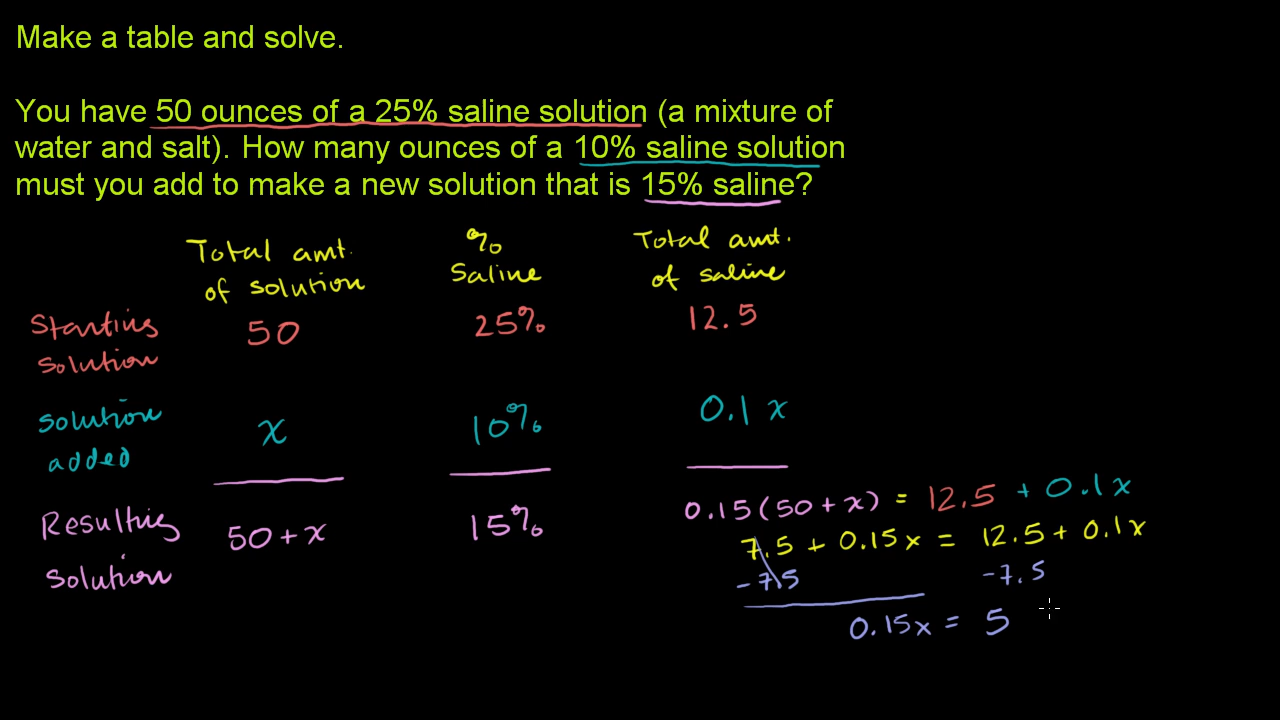 Make a table and solve.
You have 50 ounces of a 25% saline solution (a mixture of
water and salt). How many ounces of a 10% saline solution
must you add to make a new solution that is 15% saline?
Total amt. % Total amt.
of solution Saline of saline
Starting 50 25% 12.5
Solution
Solution x 10% 0.1x
added
Resulting 50+x 15% 0.15(50+x) = 12.5 + 0.1x
Solution 7.5 + 0.15x = 12.5 + 0.1x
-7.5 -7.5
0.15x = 5